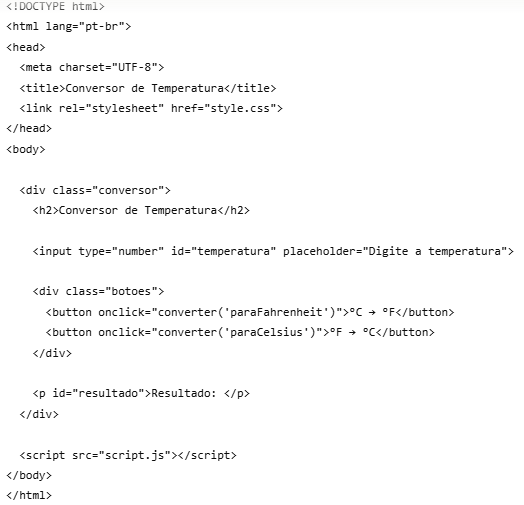 <!DOCTYPE html>
<html lang="pt-br">
<head>
  <meta charset="UTF-8">
  <title>Conversor de Temperatura</title>
  <link rel="stylesheet" href="style.css">
</head>
<body>

  <div class="conversor">
    <h2>Conversor de Temperatura</h2>

    <input type="number" id="temperatura" placeholder="Digite a temperatura">

    <div class="botoes">
      <button onclick="converter('paraFahrenheit')">°C → °F</button>
      <button onclick="converter('paraCelsius')">°F → °C</button>
    </div>

    <p id="resultado">Resultado: </p>
  </div>

  <script src="script.js"></script>
</body>
</html>